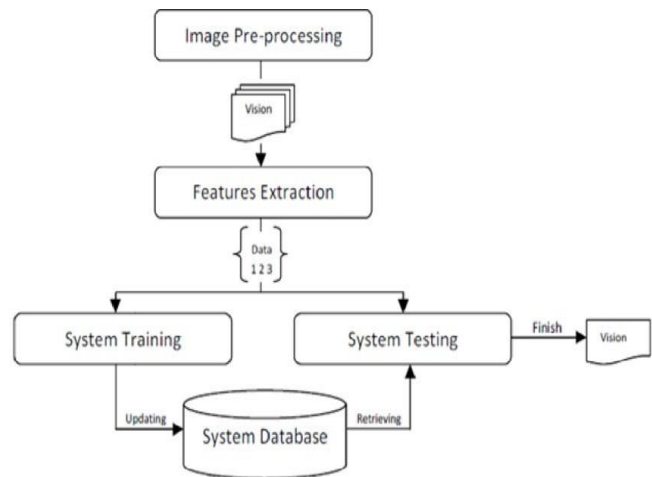 Image Pre-processing
Vision
Features Extraction
Data
1 2 3
System Training
System Testing
Finish
Vision
Updating
System Database
Retrieving